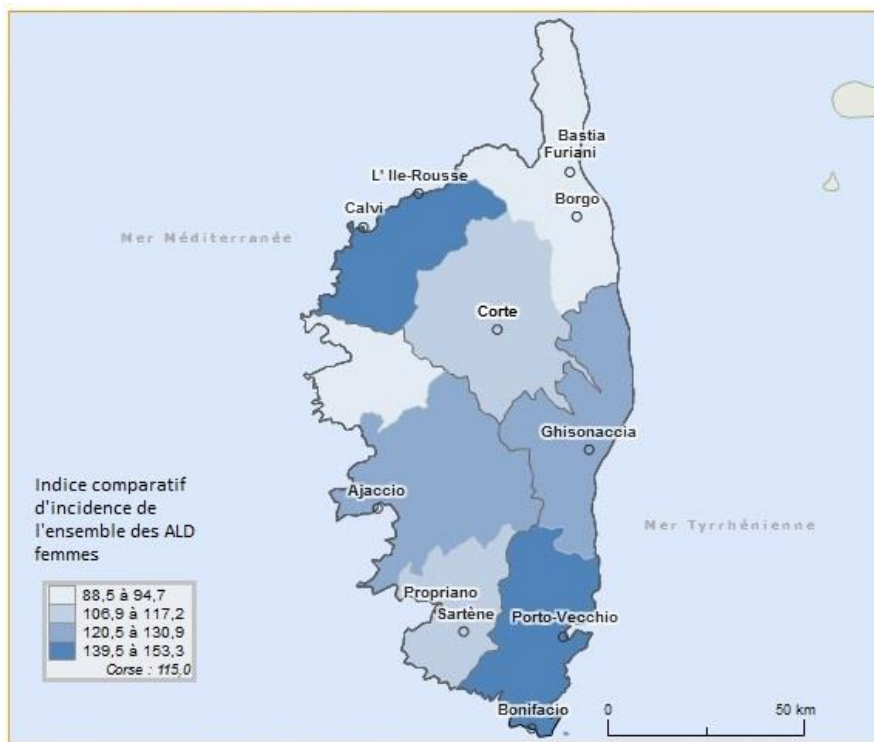 Bastia
Furiani
L' Ile-Rousse
Calvi
Borgo
Mer Méditerranée
Corte
Ghisonaccia
Indice comparatif
d'incidence de
l'ensemble des ALD
femmes
Ajaccio
Mer Tyrrhénienne
88,5 à 94,7
106,9 à 117,2
120,5 à 130,9
139,5 à 153,3
Corse : 115,0
Propriano
Sartène
Porto-Vecchio
Bonifacio
0 50 km